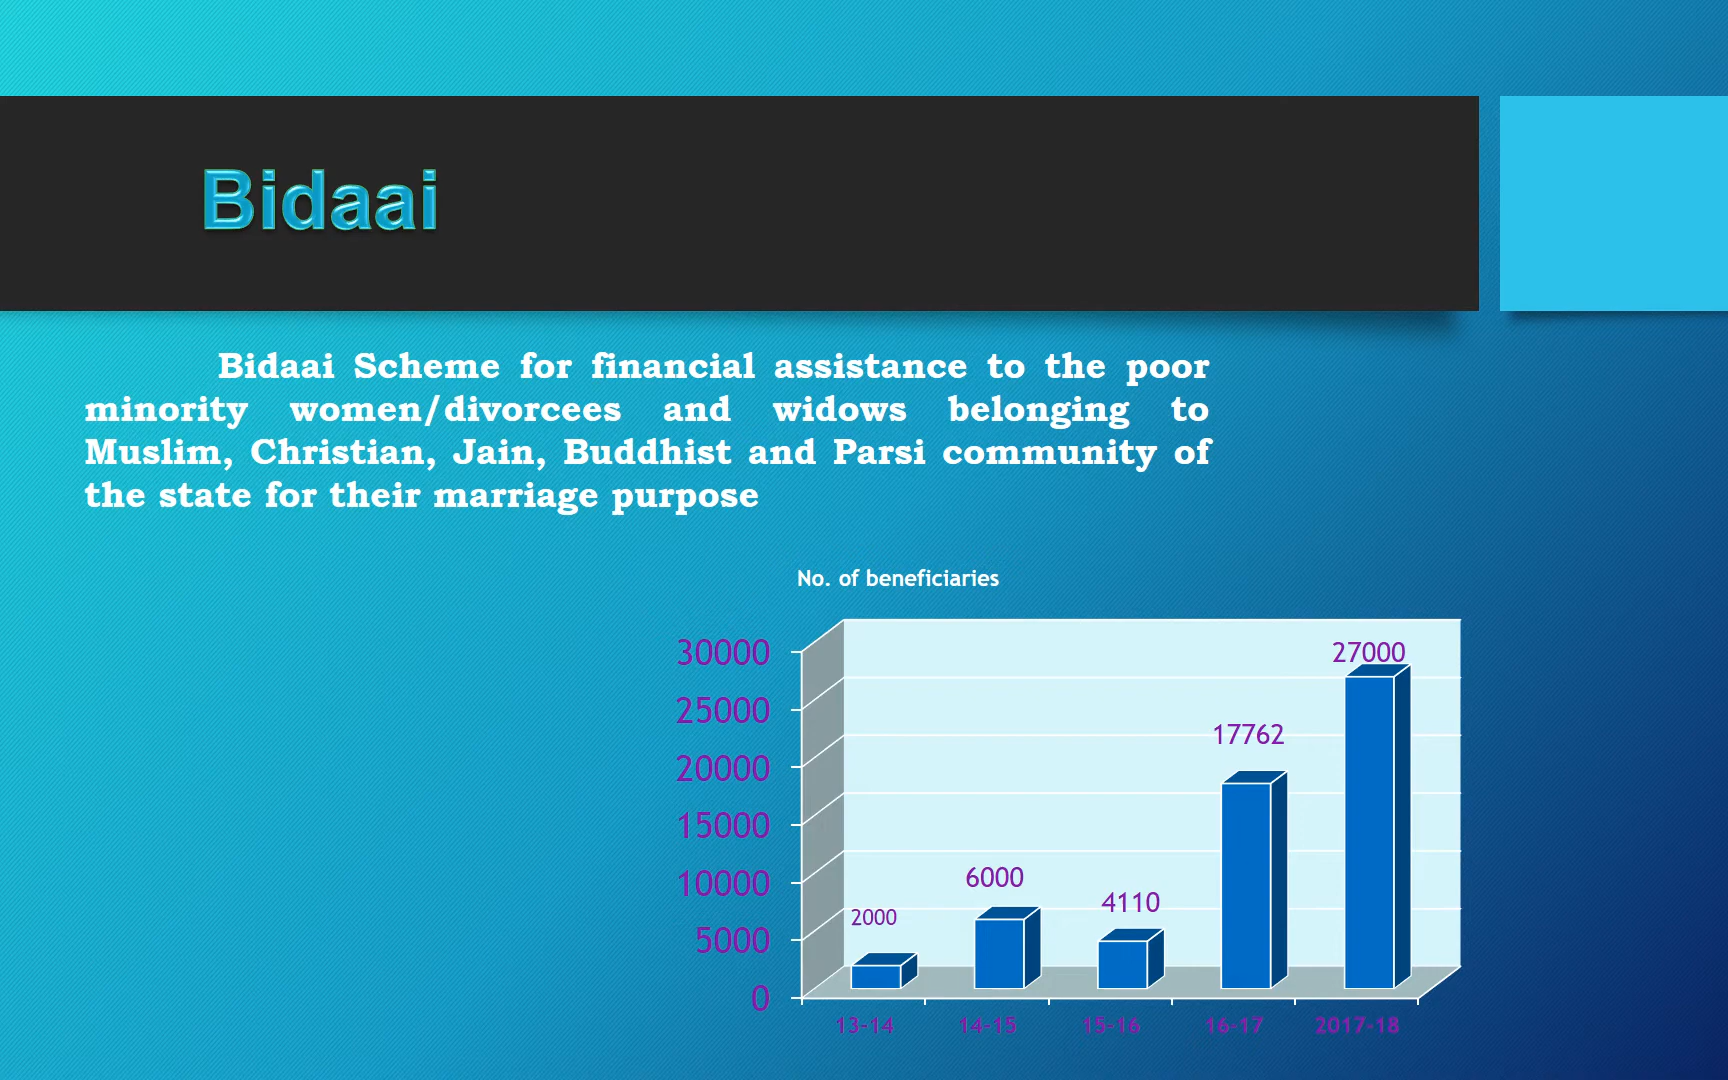 Bidaai
Bidaai Scheme for financial assistance to the poor
minority women/divorcees and widows belonging to
Muslim, Christian, Jain, Buddhist and Parsi community of
the state for their marriage purpose
No. of beneficiaries
30000
25000
20000
15000
10000
5000
0
2000
6000
4110
17762
27000
13-14
14-15
15-16
16-17
2017-18